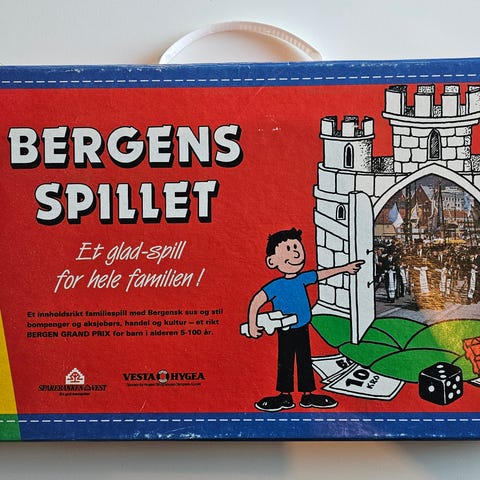 BERGENS
SPILLET
Et glad-spill
for hele familien!
Et innholdsrikt familiespill med Bergensk sus og stil
bompenger og aksjebørs, handel og kultur – et rikt
BERGEN GRAND PRIX for barn i alderen 5-100 år.
SPAREBANKEN VEST
VESTA HYGEA
10
KR